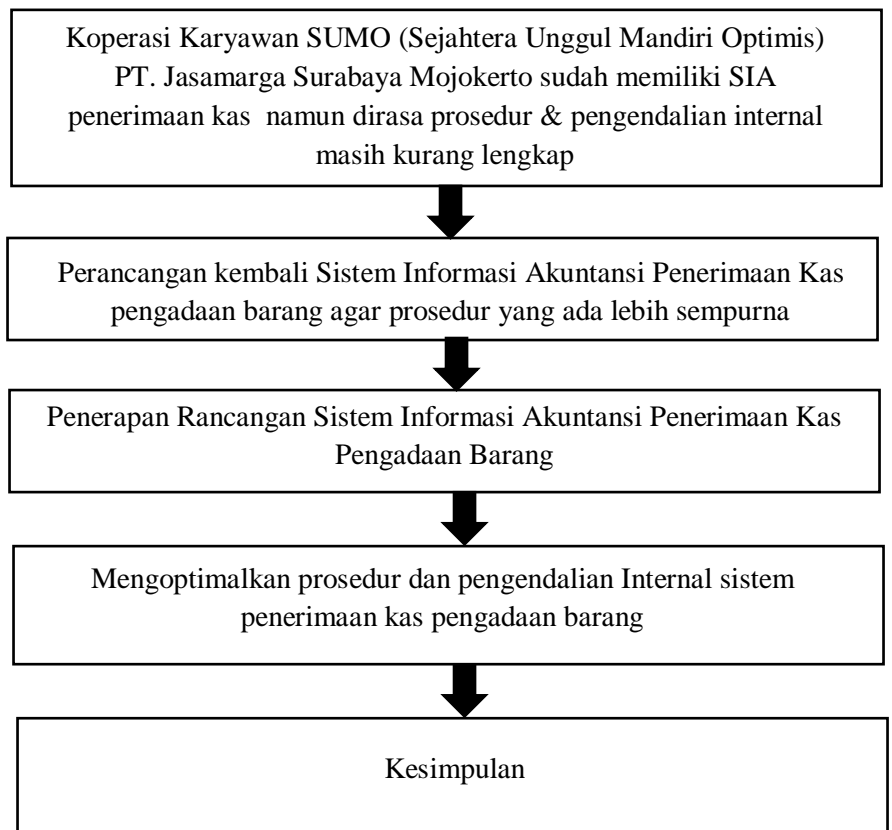 Koperasi Karyawan SUMO (Sejahtera Unggul Mandiri Optimis)
PT. Jasamarga Surabaya Mojokerto sudah memiliki SIA
penerimaan kas namun dirasa prosedur & pengendalian internal
masih kurang lengkap
Perancangan kembali Sistem Informasi Akuntansi Penerimaan Kas
pengadaan barang agar prosedur yang ada lebih sempurna
Penerapan Rancangan Sistem Informasi Akuntansi Penerimaan Kas
Pengadaan Barang
Mengoptimalkan prosedur dan pengendalian Internal sistem
penerimaan kas pengadaan barang
Kesimpulan